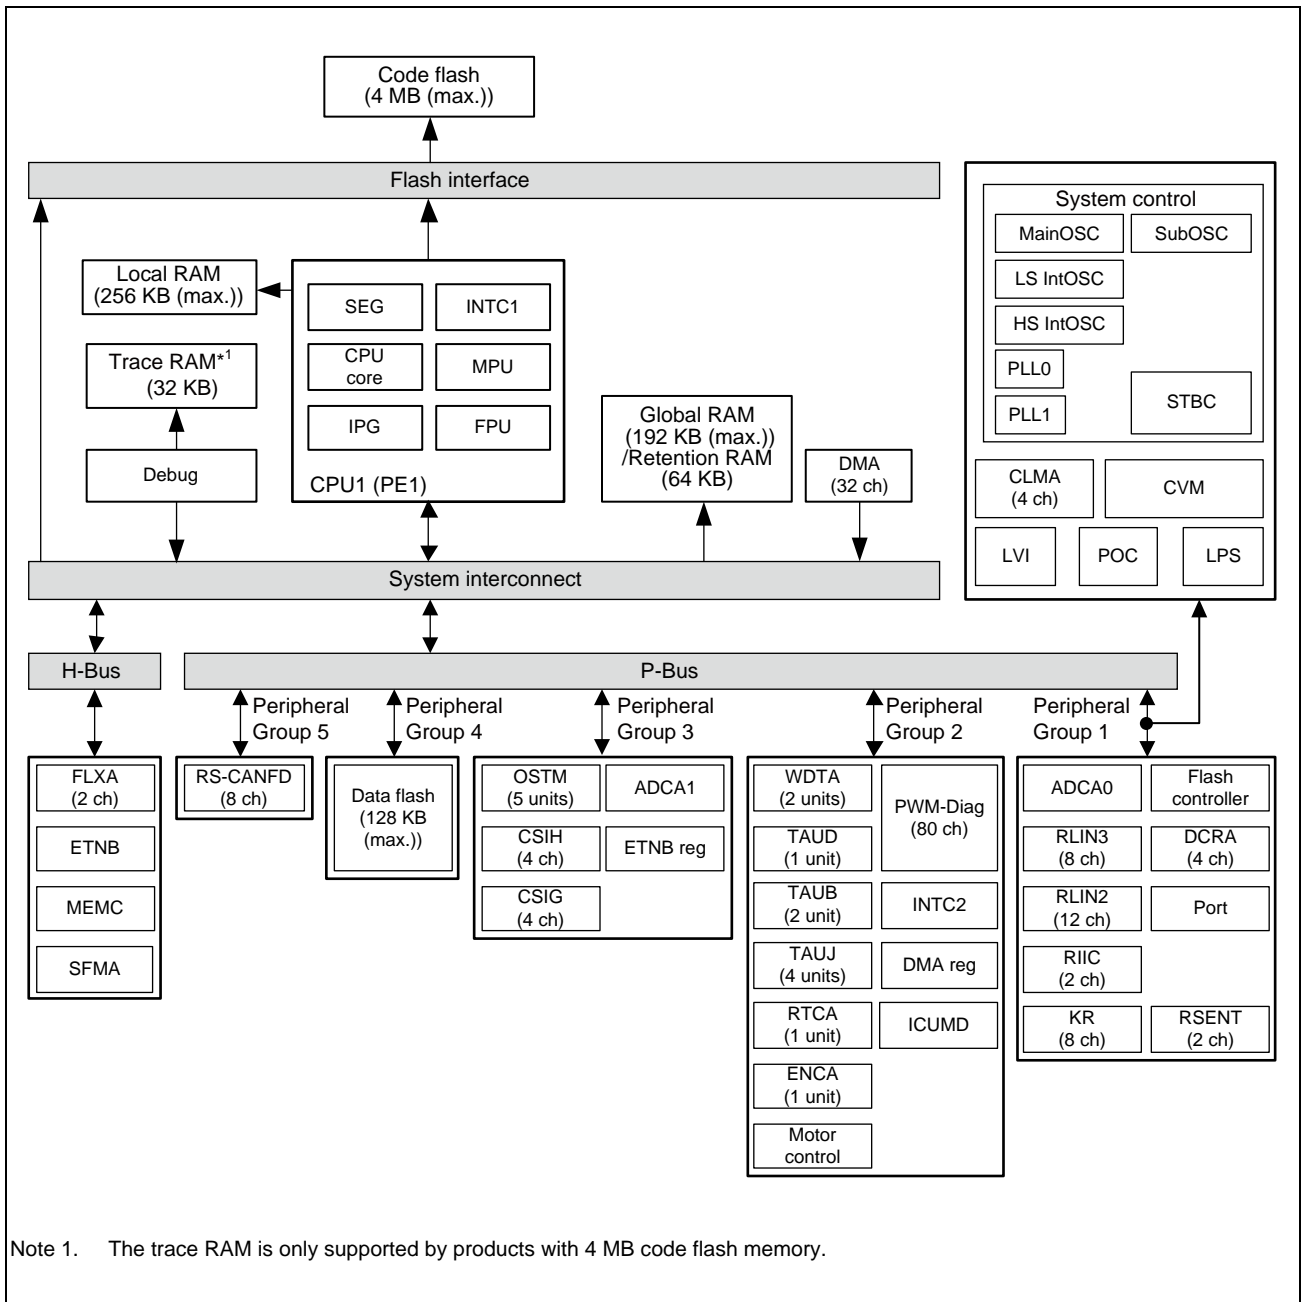 Code flash
(4 MB (max.))
Flash interface
Local RAM
(256 KB (max.))
SEG
INTC1
CPU
core
MPU
IPG
FPU
CPU1 (PE1)
Trace RAM*1
(32 KB)
Debug
Global RAM
(192 KB (max.))
/Retention RAM
(64 KB)
DMA
(32 ch)
System interconnect
System control
MainOSC
SubOSC
LS IntOSC
HS IntOSC
PLL0
PLL1
STBC
CLMA
(4 ch)
CVM
LVI
POC
LPS
H-Bus
P-Bus
Peripheral
Group 5
Peripheral
Group 4
Peripheral
Group 3
Peripheral
Group 2
Peripheral
Group 1
FLXA
(2 ch)
ETNB
MEMC
SFMA
RS-CANFD
(8 ch)
Data flash
(128 KB
(max.))
OSTM
(5 units)
ADCA1
CSIH
(4 ch)
ETNB reg
CSIG
(4 ch)
WDTA
(2 units)
PWM-Diag
(80 ch)
TAUD
(1 unit)
TAUB
(2 unit)
INTC2
TAUJ
(4 units)
DMA reg
RTCA
(1 unit)
ICUMD
ENCA
(1 unit)
Motor
control
ADCA0
Flash
controller
RLIN3
(8 ch)
DCRA
(4 ch)
RLIN2
(12 ch)
Port
RIIC
(2 ch)
KR
(8 ch)
RSENT
(2 ch)
Note 1. The trace RAM is only supported by products with 4 MB code flash memory.